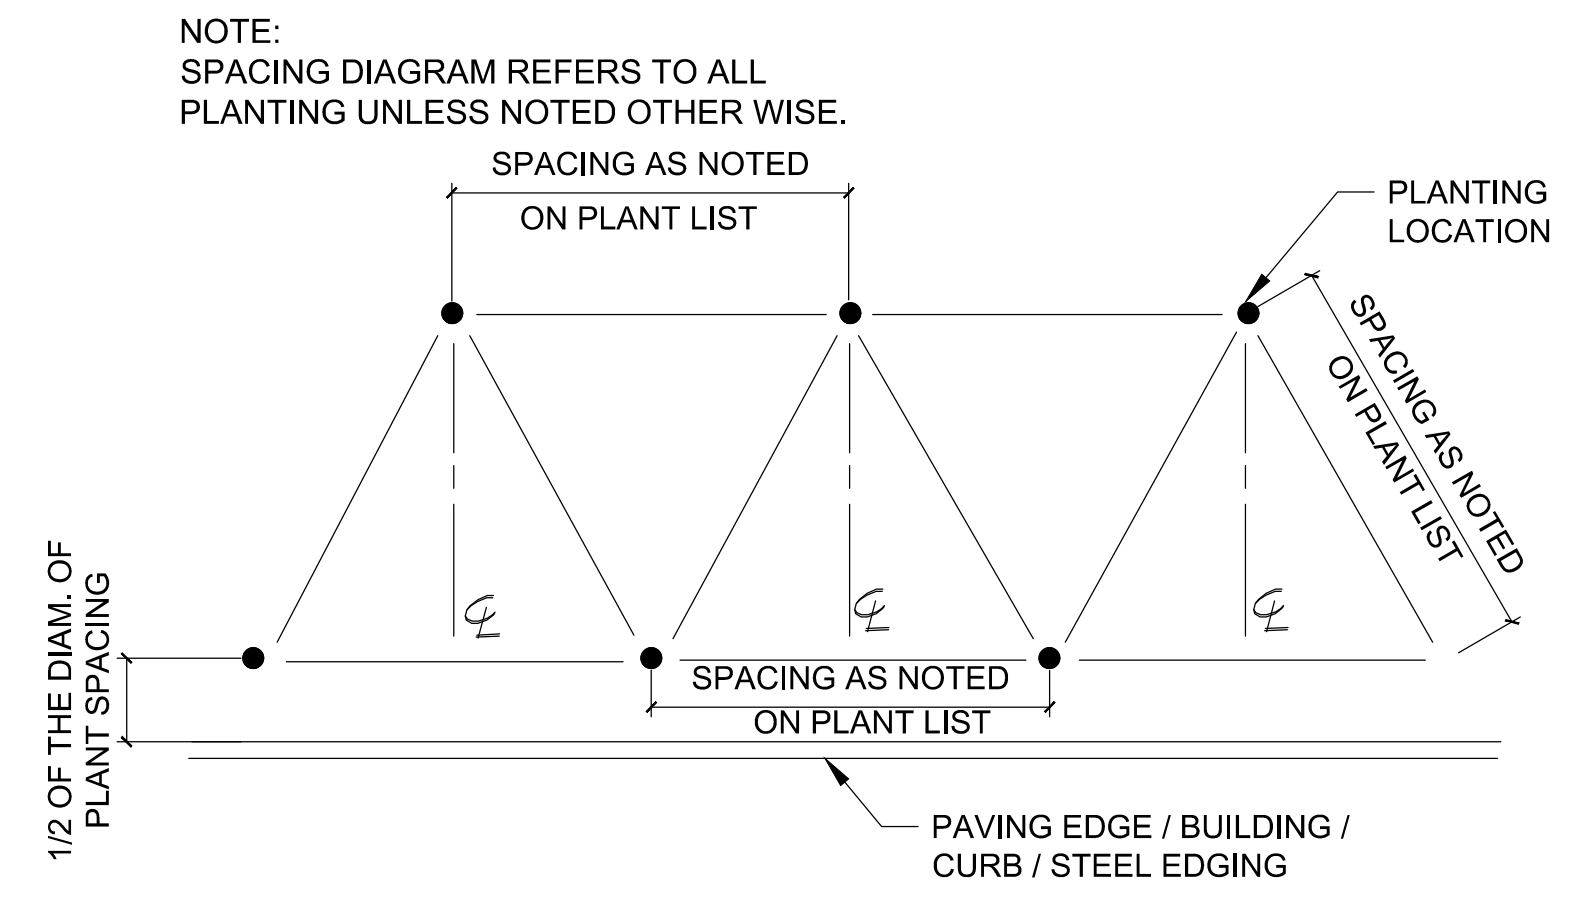 NOTE:
SPACING DIAGRAM REFERS TO ALL
PLANTING UNLESS NOTED OTHER WISE.
SPACING AS NOTED
ON PLANT LIST
PLANTING
LOCATION
SPACING AS NOTED
ON PLANT LIST
℄
℄
℄
1/2 OF THE DIAM. OF
PLANT SPACING
SPACING AS NOTED
ON PLANT LIST
PAVING EDGE / BUILDING /
CURB / STEEL EDGING